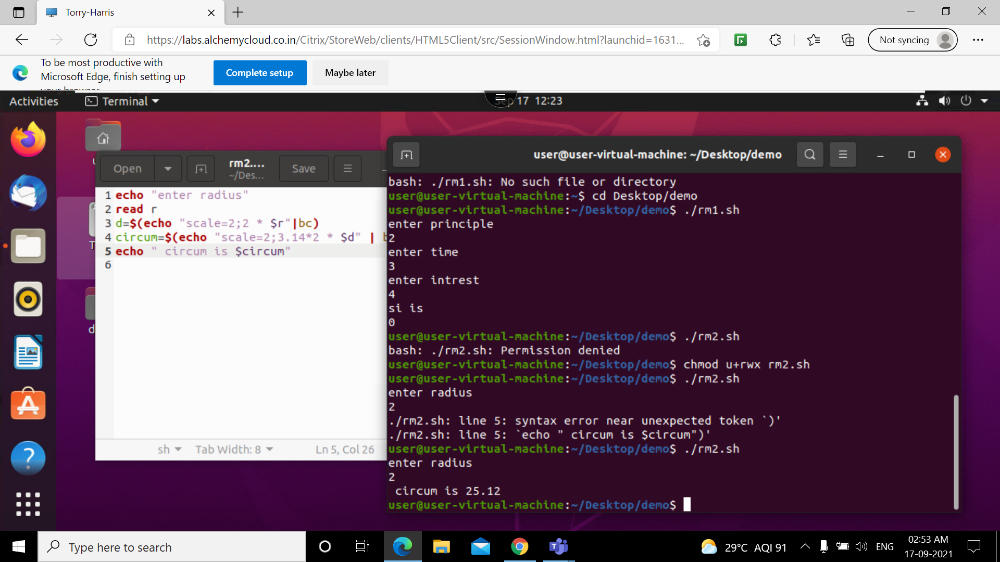 Torry-Harris
https://labs.alchemycloud.co.in/Citrix/StoreWeb/clients/HTML5Client/src/SessionWindow.html?launchid=1631...
Not syncing
To be most productive with
Microsoft Edge, finish setting up
your browser
Complete setup
Maybe later
Activities
Terminal
Sep 17 12:23
Open
rm2....
~/Des...
Save
1 echo "enter radius"
2 read r
3 d=$(echo "scale=2;2 * $r"|bc)
4 circum=$(echo "scale=2;3.14*2 * $d" |
5 echo " circum is $circum"
6
sh
Tab Width: 8
Ln 5, Col 26
user@user-virtual-machine: ~/Desktop/demo
bash: ./rm1.sh: No such file or directory
user@user-virtual-machine:~$ cd Desktop/demo
user@user-virtual-machine:~/Desktop/demo$ ./rm1.sh
enter principle
2
enter time
3
enter intrest
4
si is
0
user@user-virtual-machine:~/Desktop/demo$ ./rm2.sh
bash: ./rm2.sh: Permission denied
user@user-virtual-machine:~/Desktop/demo$ chmod u+rwx rm2.sh
user@user-virtual-machine:~/Desktop/demo$ ./rm2.sh
enter radius
2
./rm2.sh: line 5: syntax error near unexpected token `)'
./rm2.sh: line 5: `echo " circum is $circum")'
user@user-virtual-machine:~/Desktop/demo$ ./rm2.sh
enter radius
2
circum is 25.12
user@user-virtual-machine:~/Desktop/demo$
Type here to search
29°C AQI 91
ENG
02:53 AM
17-09-2021